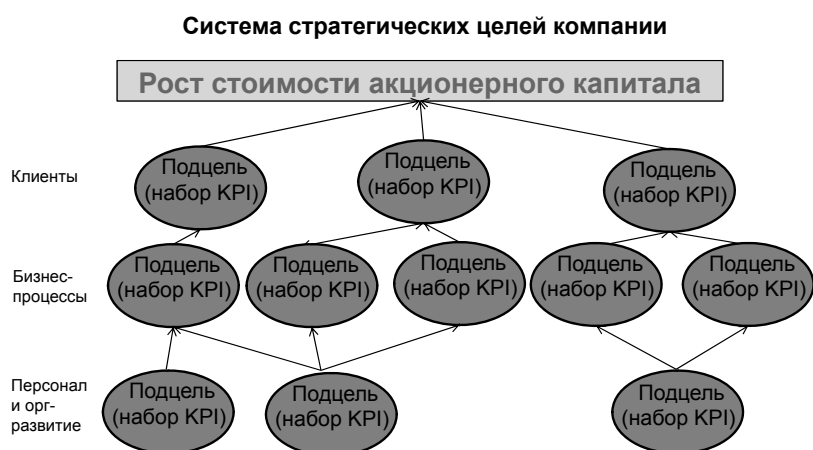 Система стратегических целей компании
Рост стоимости акционерного капитала
Клиенты
Подцель
(набор KPI)
Подцель
(набор KPI)
Подцель
(набор KPI)
Бизнес-
процессы
Подцель
(набор KPI)
Подцель
(набор KPI)
Подцель
(набор KPI)
Подцель
(набор KPI)
Подцель
(набор KPI)
Персонал
и орг-
развитие
Подцель
(набор KPI)
Подцель
(набор KPI)
Подцель
(набор KPI)